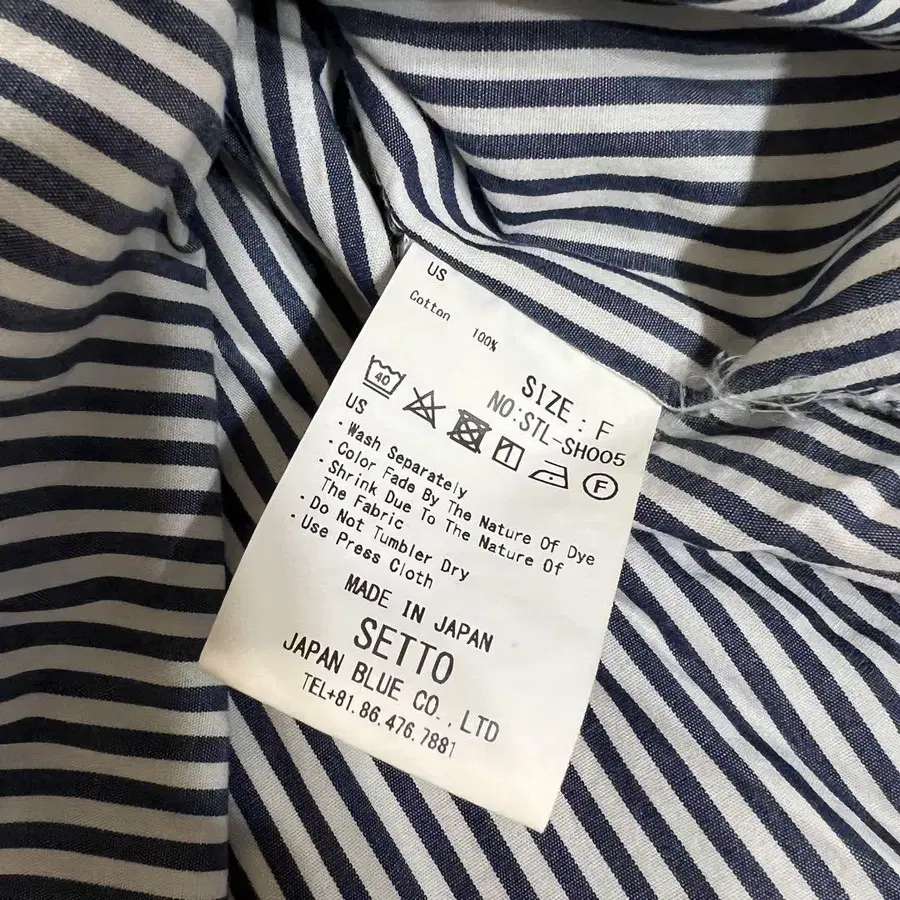 US
Cotton 100%
SIZE : F
NO:STL-SH005
40
F
US
・Wash Separately
・Color Fade By The Nature Of Dye
・Shrink Due To The Nature Of
The Fabric
・Do Not Tumbler Dry
・Use Press Cloth
MADE IN JAPAN
SETTO
JAPAN BLUE CO.,LTD
TEL+81.86.476.7881